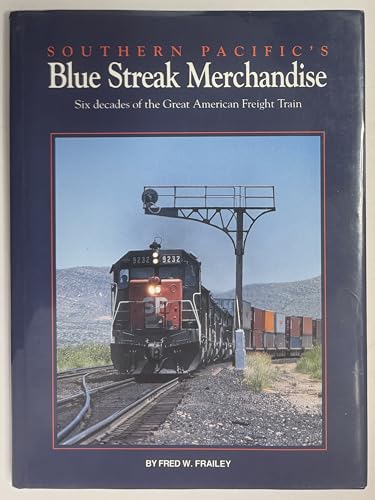 SOUTHERN PACIFIC'S
Blue Streak Merchandise
Six decades of the Great American Freight Train
9232 9232
SP
BY FRED W. FRAILEY